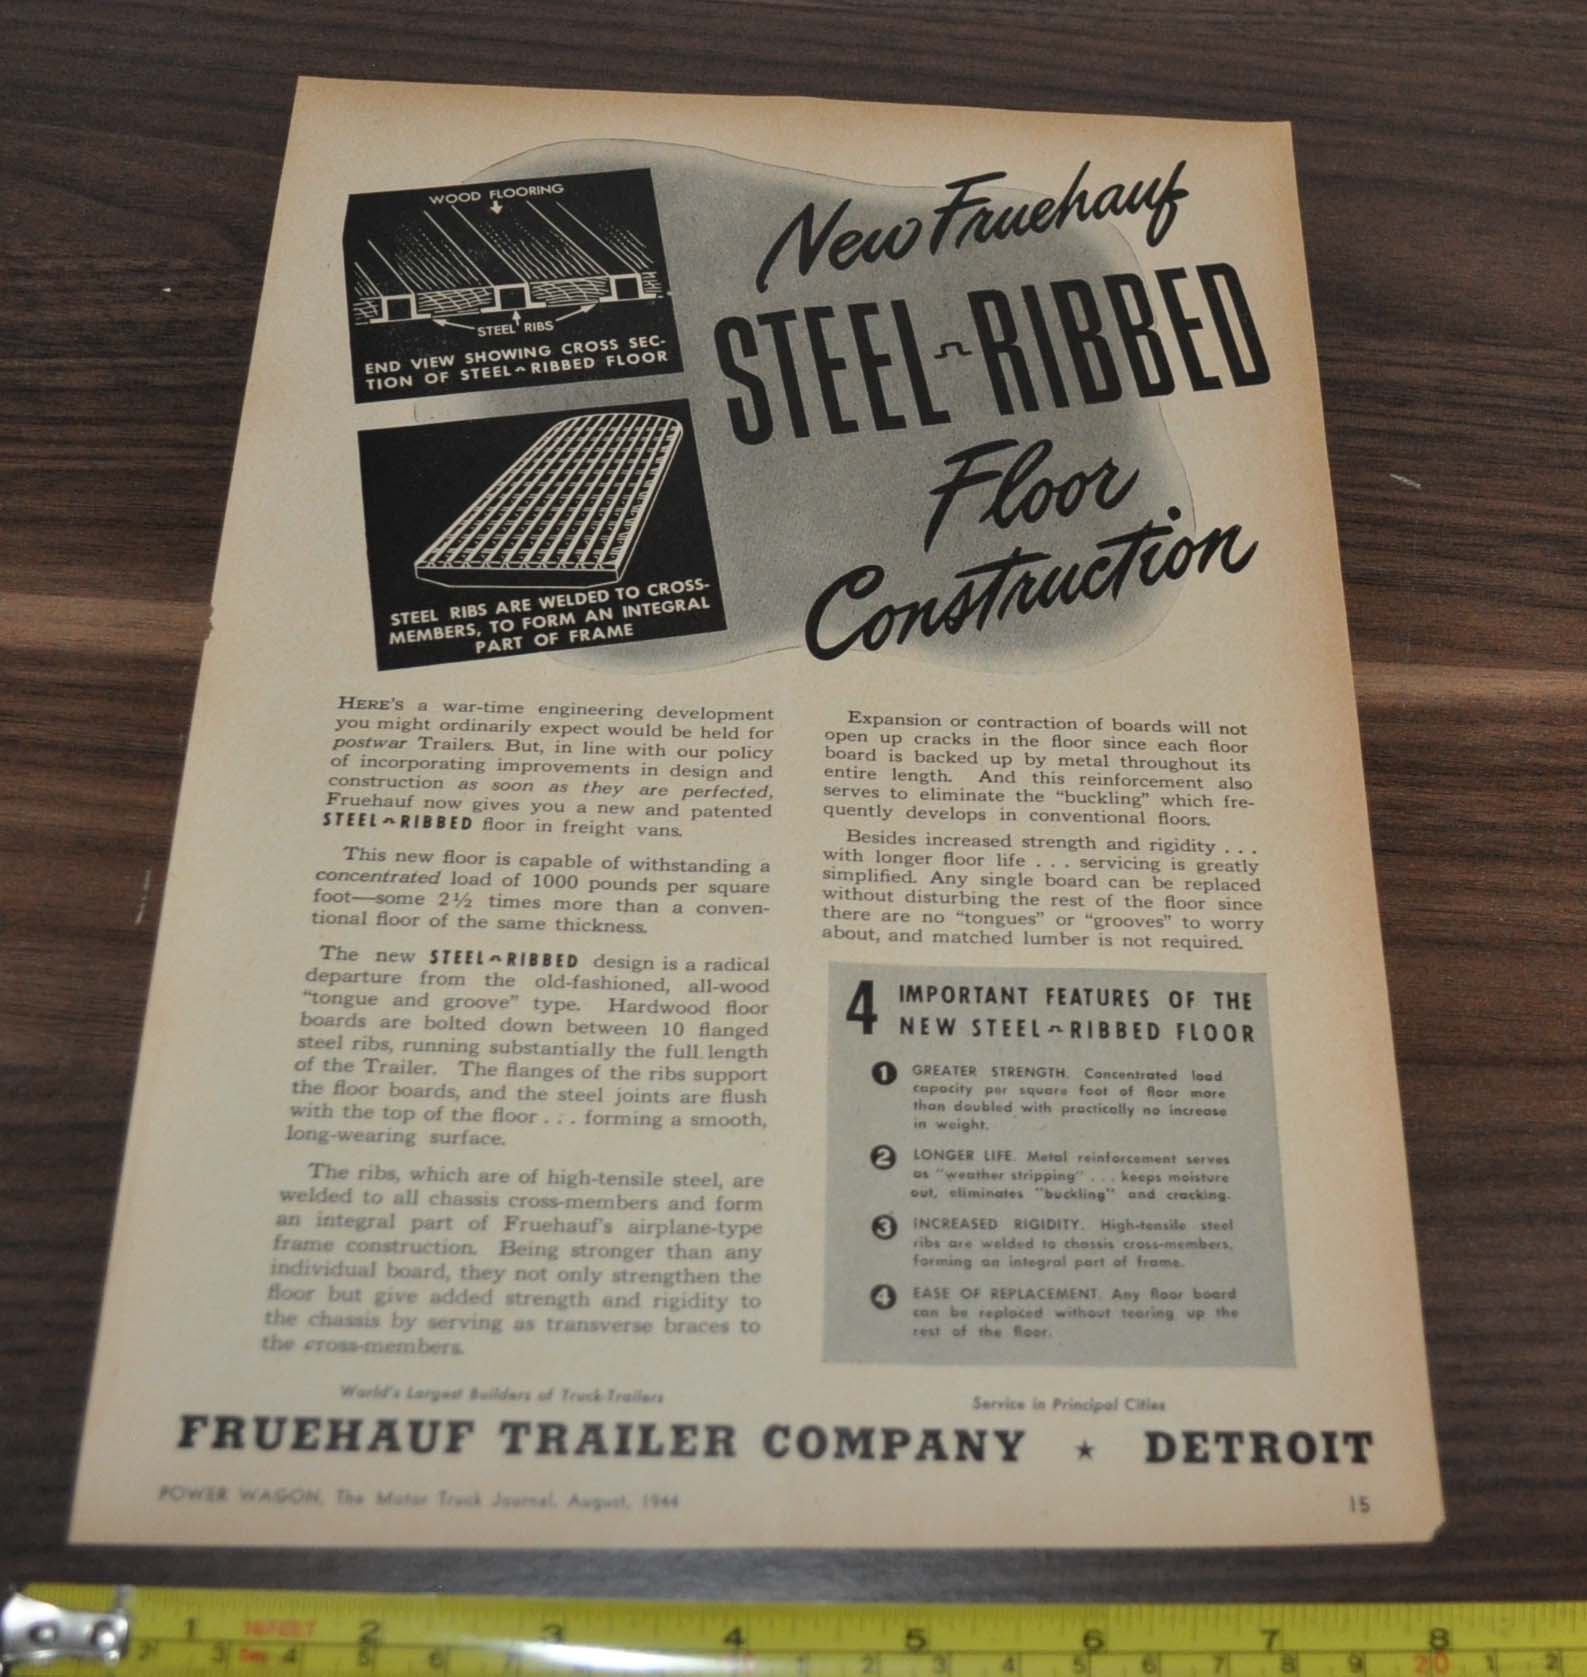 WOOD FLOORING
STEEL RIBS
END VIEW SHOWING CROSS SEC-
TION OF STEEL RIBBED FLOOR
STEEL RIBS ARE WELDED TO CROSS-
MEMBERS, TO FORM AN INTEGRAL
PART OF FRAME
New Fruehauf
STEEL RIBBED
Floor
Construction
HERE'S a war-time engineering development
you might ordinarily expect would be held for
postwar Trailers. But, in line with our policy
of incorporating improvements in design and
construction as soon as they are perfected,
Fruehauf now gives you a new and patented
STEEL RIBBED floor in freight vans.
This new floor is capable of withstanding a
concentrated load of 1000 pounds per square
foot—some 2½ times more than a conven-
tional floor of the same thickness.
The new STEEL RIBBED design is a radical
departure from the old-fashioned, all-wood
"tongue and groove" type. Hardwood floor
boards are bolted down between 10 flanged
steel ribs, running substantially the full length
of the Trailer. The flanges of the ribs support
the floor boards, and the steel joints are flush
with the top of the floor . . . forming a smooth,
long-wearing surface.
The ribs, which are of high-tensile steel, are
welded to all chassis cross-members and form
an integral part of Fruehauf's airplane-type
frame construction. Being stronger than any
individual board, they not only strengthen the
floor but give added strength and rigidity to
the chassis by serving as transverse braces to
the cross-members.
Expansion or contraction of boards will not
open up cracks in the floor since each floor
board is backed up by metal throughout its
entire length. And this reinforcement also
serves to eliminate the "buckling" which fre-
quently develops in conventional floors.
Besides increased strength and rigidity . . .
with longer floor life . . . servicing is greatly
simplified. Any single board can be replaced
without disturbing the rest of the floor since
there are no "tongues" or "grooves" to worry
about, and matched lumber is not required.
4 IMPORTANT FEATURES OF THE
NEW STEEL RIBBED FLOOR
1 GREATER STRENGTH. Concentrated load
capacity per square foot of floor more
than doubled with practically no increase
in weight.
2 LONGER LIFE. Metal reinforcement serves
as "weather stripping" . . . keeps moisture
out, eliminates "buckling" and cracking.
3 INCREASED RIGIDITY. High-tensile steel
ribs are welded to chassis cross-members,
forming an integral part of frame.
4 EASE OF REPLACEMENT. Any floor board
can be replaced without tearing up the
rest of the floor.
World's Largest Builders of Truck-Trailers
Service in Principal Cities
FRUEHAUF TRAILER COMPANY ★ DETROIT
POWER WAGON, The Motor Truck Journal, August, 1944
15
1 2 3 4 5 6 7 8
2 3 4 5 6 7 8 9 10 1 2 3 4 5 6 7 8 9 20 1 2